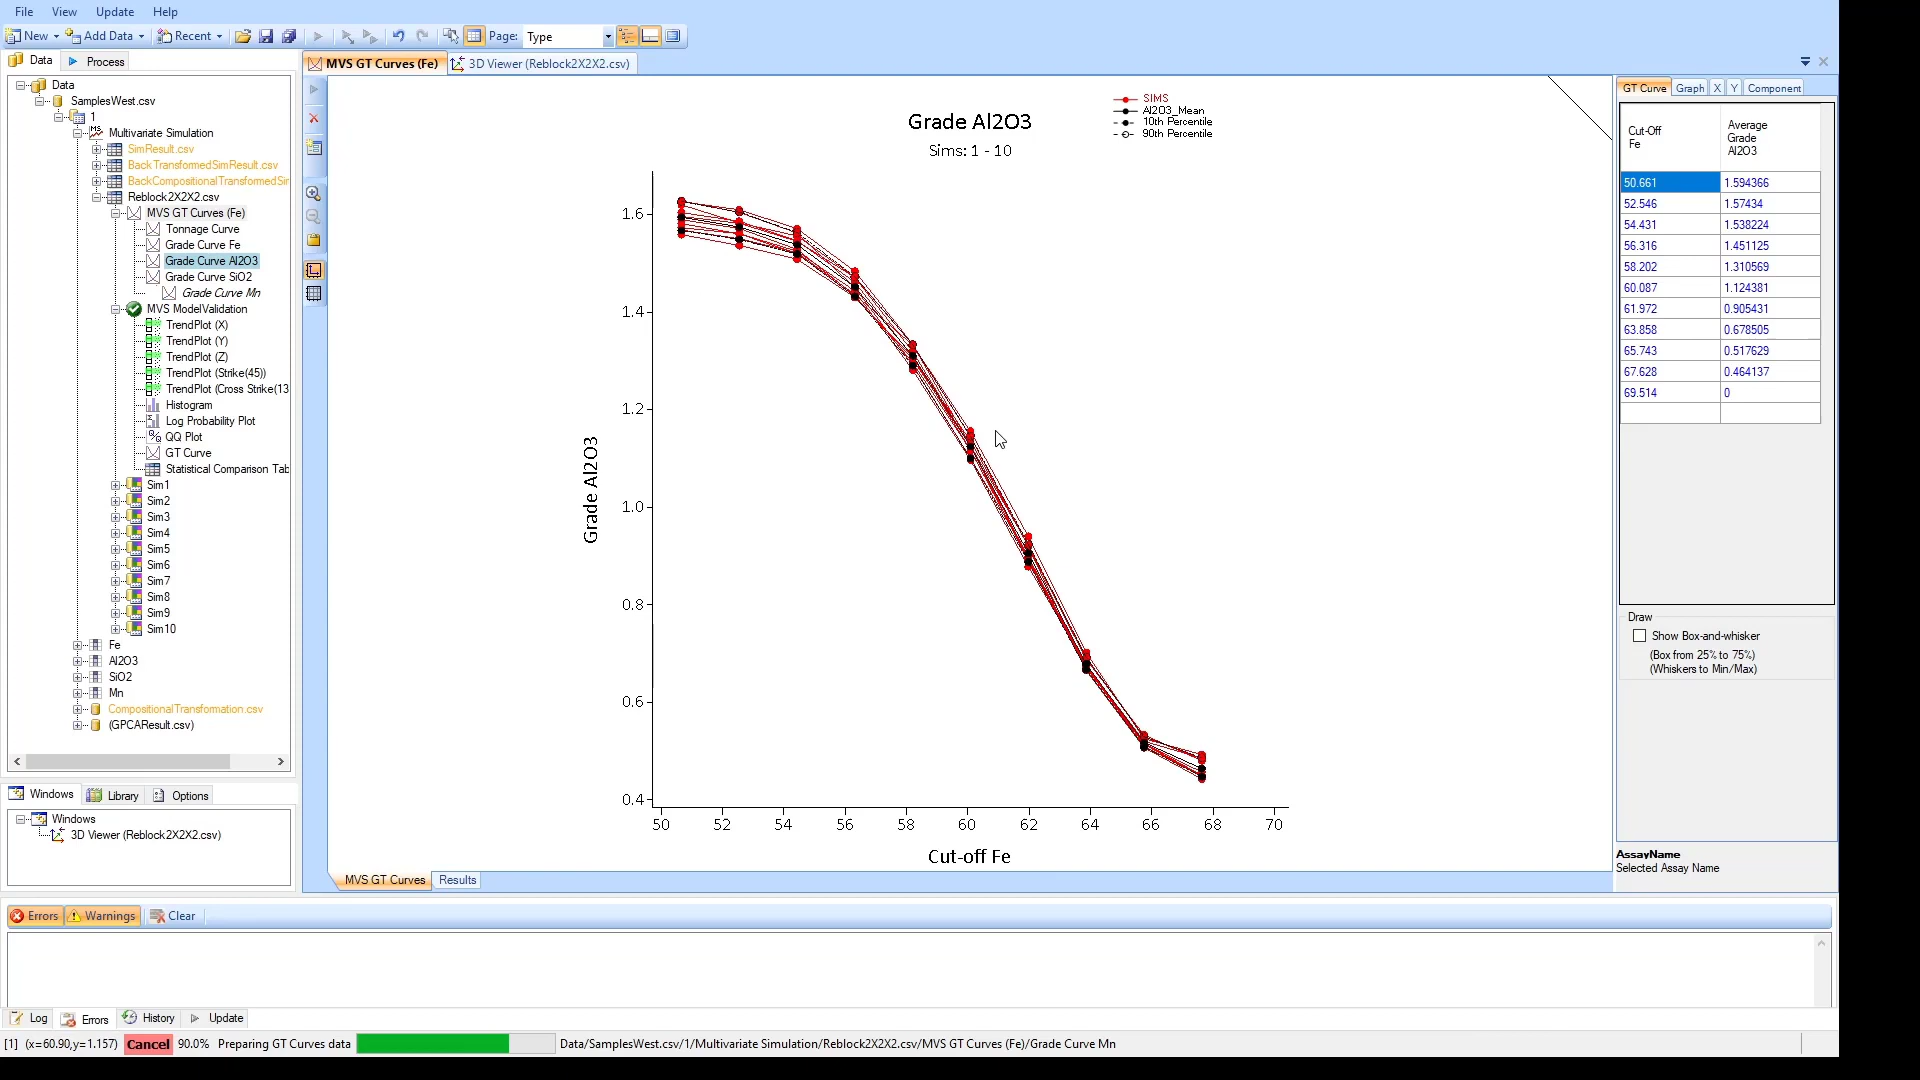 File View Update Help
New Add Data Recent Page: Type
Data Process
MVS GT Curves (Fe) 3D Viewer (Reblock2X2X2.csv)
Data
SamplesWest.csv
1
Multivariate Simulation
SimResult.csv
BackTransformedSimResult.csv
BackCompositionalTransformedSir
Reblock2X2X2.csv
MVS GT Curves (Fe)
Tonnage Curve
Grade Curve Fe
Grade Curve Al2O3
Grade Curve SiO2
Grade Curve Mn
MVS ModelValidation
TrendPlot (X)
TrendPlot (Y)
TrendPlot (Z)
TrendPlot (Strike(45))
TrendPlot (Cross Strike(13
Histogram
Log Probability Plot
QQ Plot
GT Curve
Statistical Comparison Tab
Sim1
Sim2
Sim3
Sim4
Sim5
Sim6
Sim7
Sim8
Sim9
Sim10
Fe
Al2O3
SiO2
Mn
CompositionalTransformation.csv
(GPCAResult.csv)
Windows Library Options
Windows
3D Viewer (Reblock2X2X2.csv)
Grade Al2O3
Sims: 1 - 10
SIMS
Al2O3_Mean
10th Percentile
90th Percentile
1.6
1.4
1.2
1.0
0.8
0.6
0.4
Grade Al2O3
50 52 54 56 58 60 62 64 66 68 70
Cut-off Fe
MVS GT Curves Results
GT Curve Graph X Y Component
Cut-Off
Fe
Average
Grade
Al2O3
50.661 1.594366
52.546 1.57434
54.431 1.538224
56.316 1.451125
58.202 1.310569
60.087 1.124381
61.972 0.905431
63.858 0.678505
65.743 0.517629
67.628 0.464137
69.514 0
Draw
Show Box-and-whisker
(Box from 25% to 75%)
(Whiskers to Min/Max)
AssayName
Selected Assay Name
Errors Warnings Clear
Log Errors History Update
[1] (x=60.90,y=1.157) Cancel 90.0% Preparing GT Curves data Data/SamplesWest.csv/1/Multivariate Simulation/Reblock2X2X2.csv/MVS GT Curves (Fe)/Grade Curve Mn